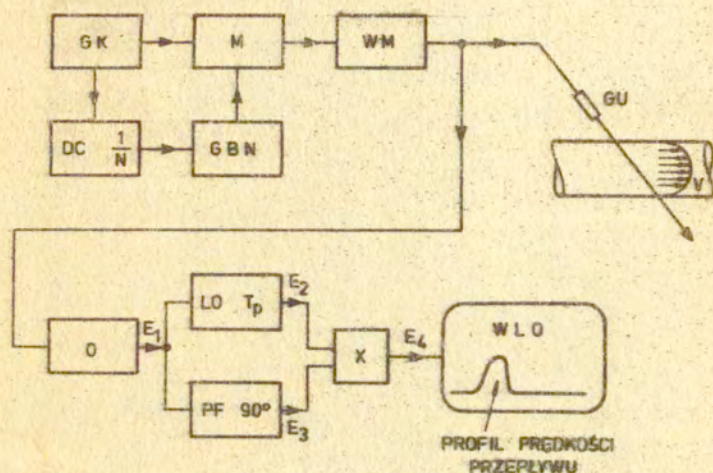 GK
M
WM
GU
DC 1/N
GBN
V
LO Tp
E2
E1
O
X
E4
WLO
PF 90°
E3
PROFIL PRĘDKOŚCI
PRZEPŁYWU